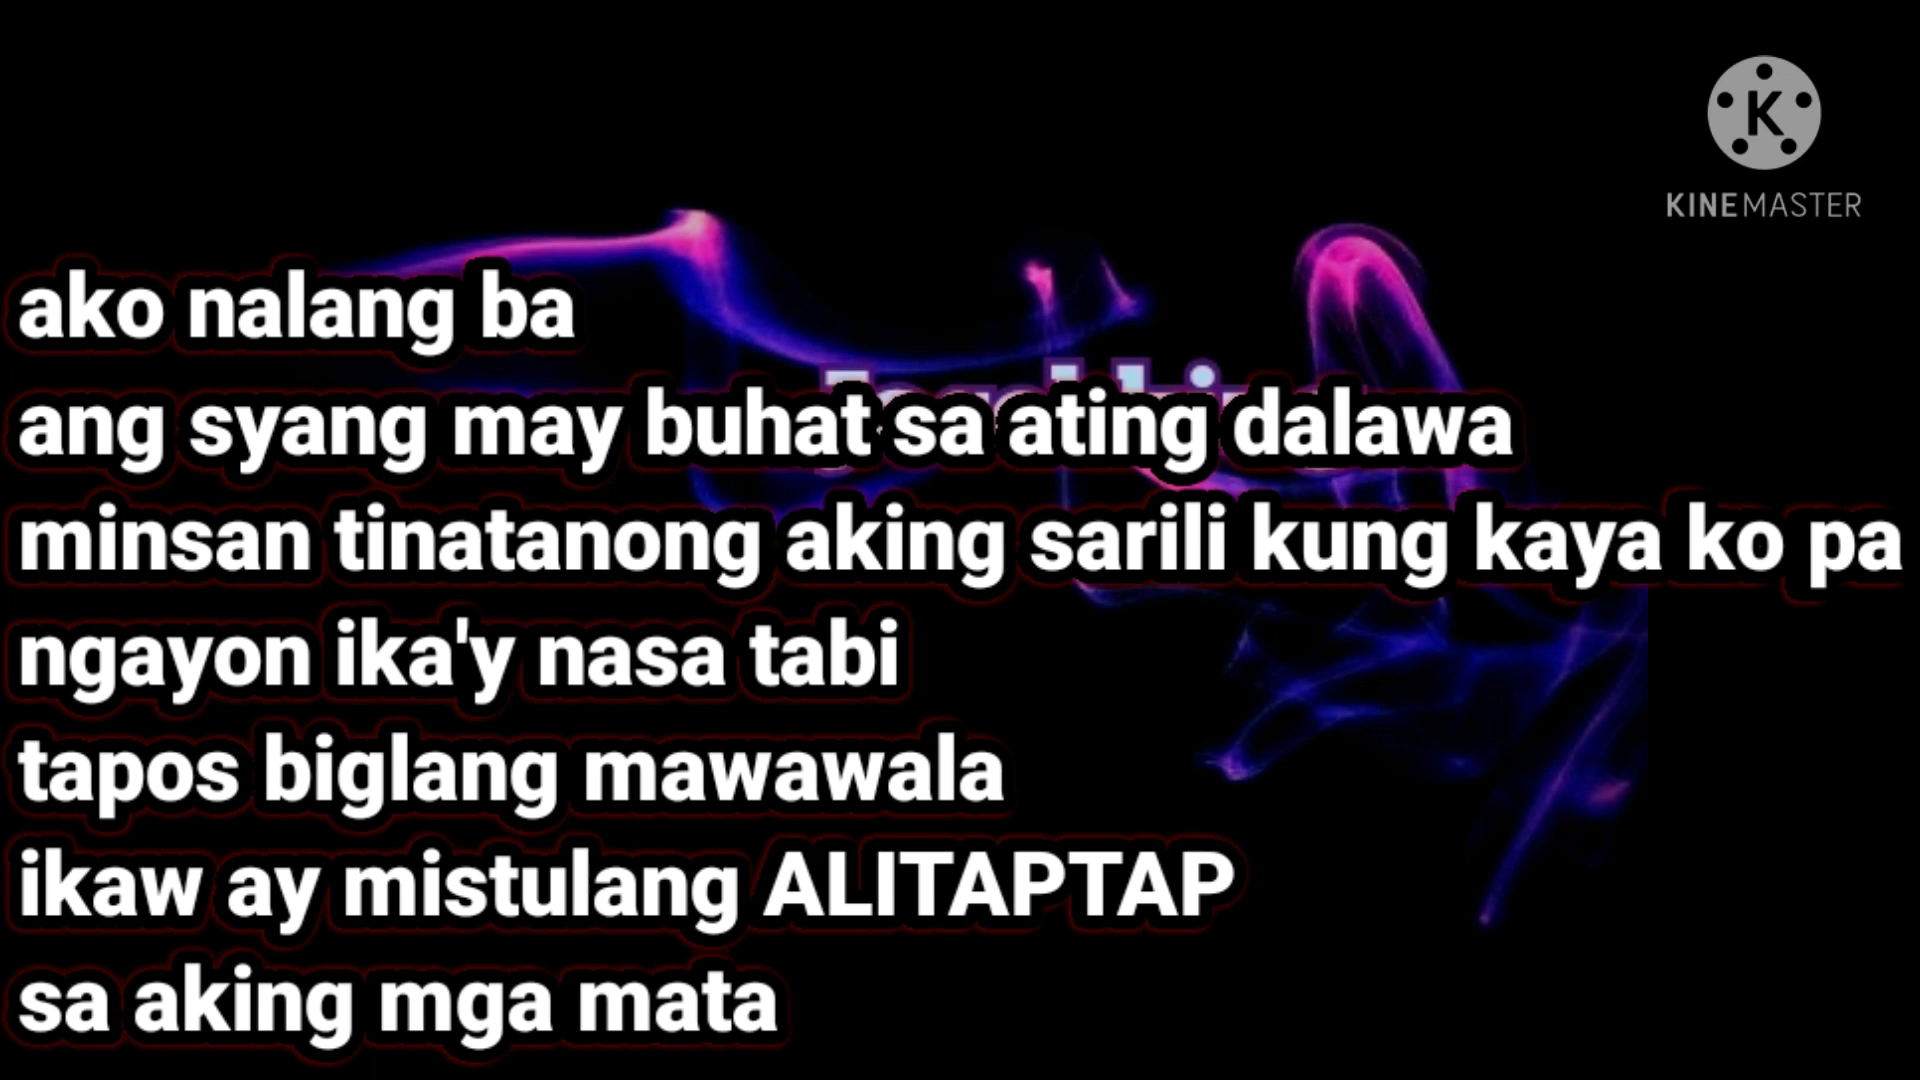 KINEMASTER
ako nalang ba
ang syang may buhat sa ating dalawa
minsan tinatanong aking sarili kung kaya ko pa
ngayon ika'y nasa tabi
tapos biglang mawawala
ikaw ay mistulang ALITAPTAP
sa aking mga mata